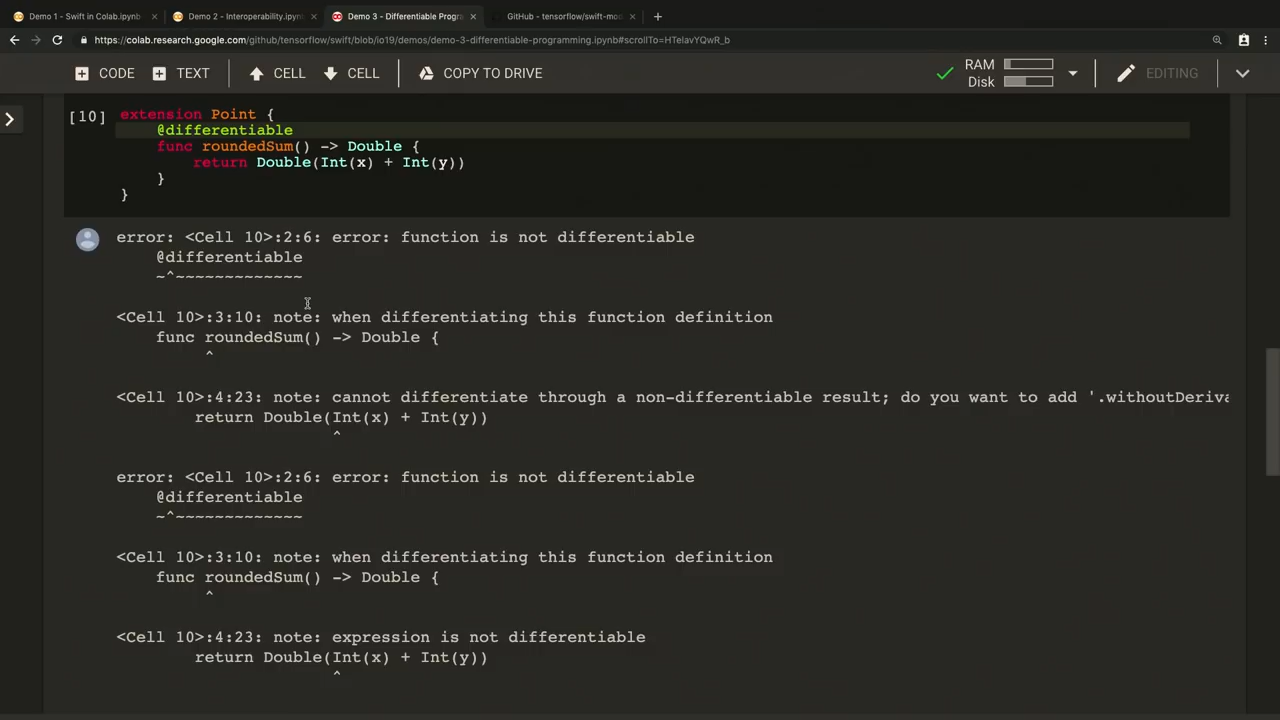 Demo 1 - Swift in Colab.ipynb
Demo 2 - Interoperability.ipyn
Demo 3 - Differentiable Progra
GitHub - tensorflow/swift-mod
https://colab.research.google.com/github/tensorflow/swift/blob/io19/demos/demo-3-differentiable-programming.ipynb#scrollTo=HTelavYQwR_b
CODE TEXT CELL CELL COPY TO DRIVE RAM Disk EDITING
[10] extension Point {
@differentiable
func roundedSum() -> Double {
return Double(Int(x) + Int(y))
}
}
error: <Cell 10>:2:6: error: function is not differentiable
@differentiable
~^~~~~~~~~~~~~~
<Cell 10>:3:10: note: when differentiating this function definition
func roundedSum() -> Double {
^
<Cell 10>:4:23: note: cannot differentiate through a non-differentiable result; do you want to add '.withoutDeriva
return Double(Int(x) + Int(y))
^
error: <Cell 10>:2:6: error: function is not differentiable
@differentiable
~^~~~~~~~~~~~~~
<Cell 10>:3:10: note: when differentiating this function definition
func roundedSum() -> Double {
^
<Cell 10>:4:23: note: expression is not differentiable
return Double(Int(x) + Int(y))
^